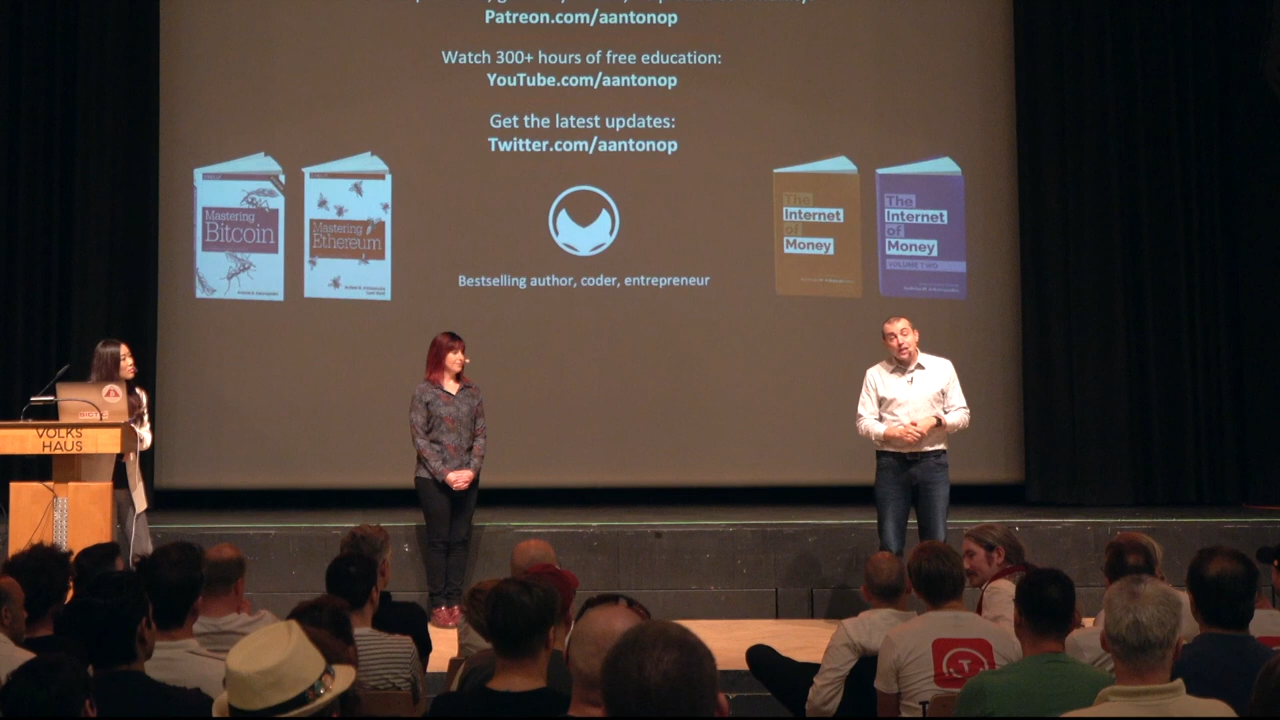 Patreon.com/aantonop
Watch 300+ hours of free education:
YouTube.com/aantonop
Get the latest updates:
Twitter.com/aantonop
Mastering
Bitcoin
Mastering
Ethereum
The
Internet
of
Money
The
Internet
of
Money
VOLUME TWO
Bestselling author, coder, entrepreneur
VOLKS
HAUS